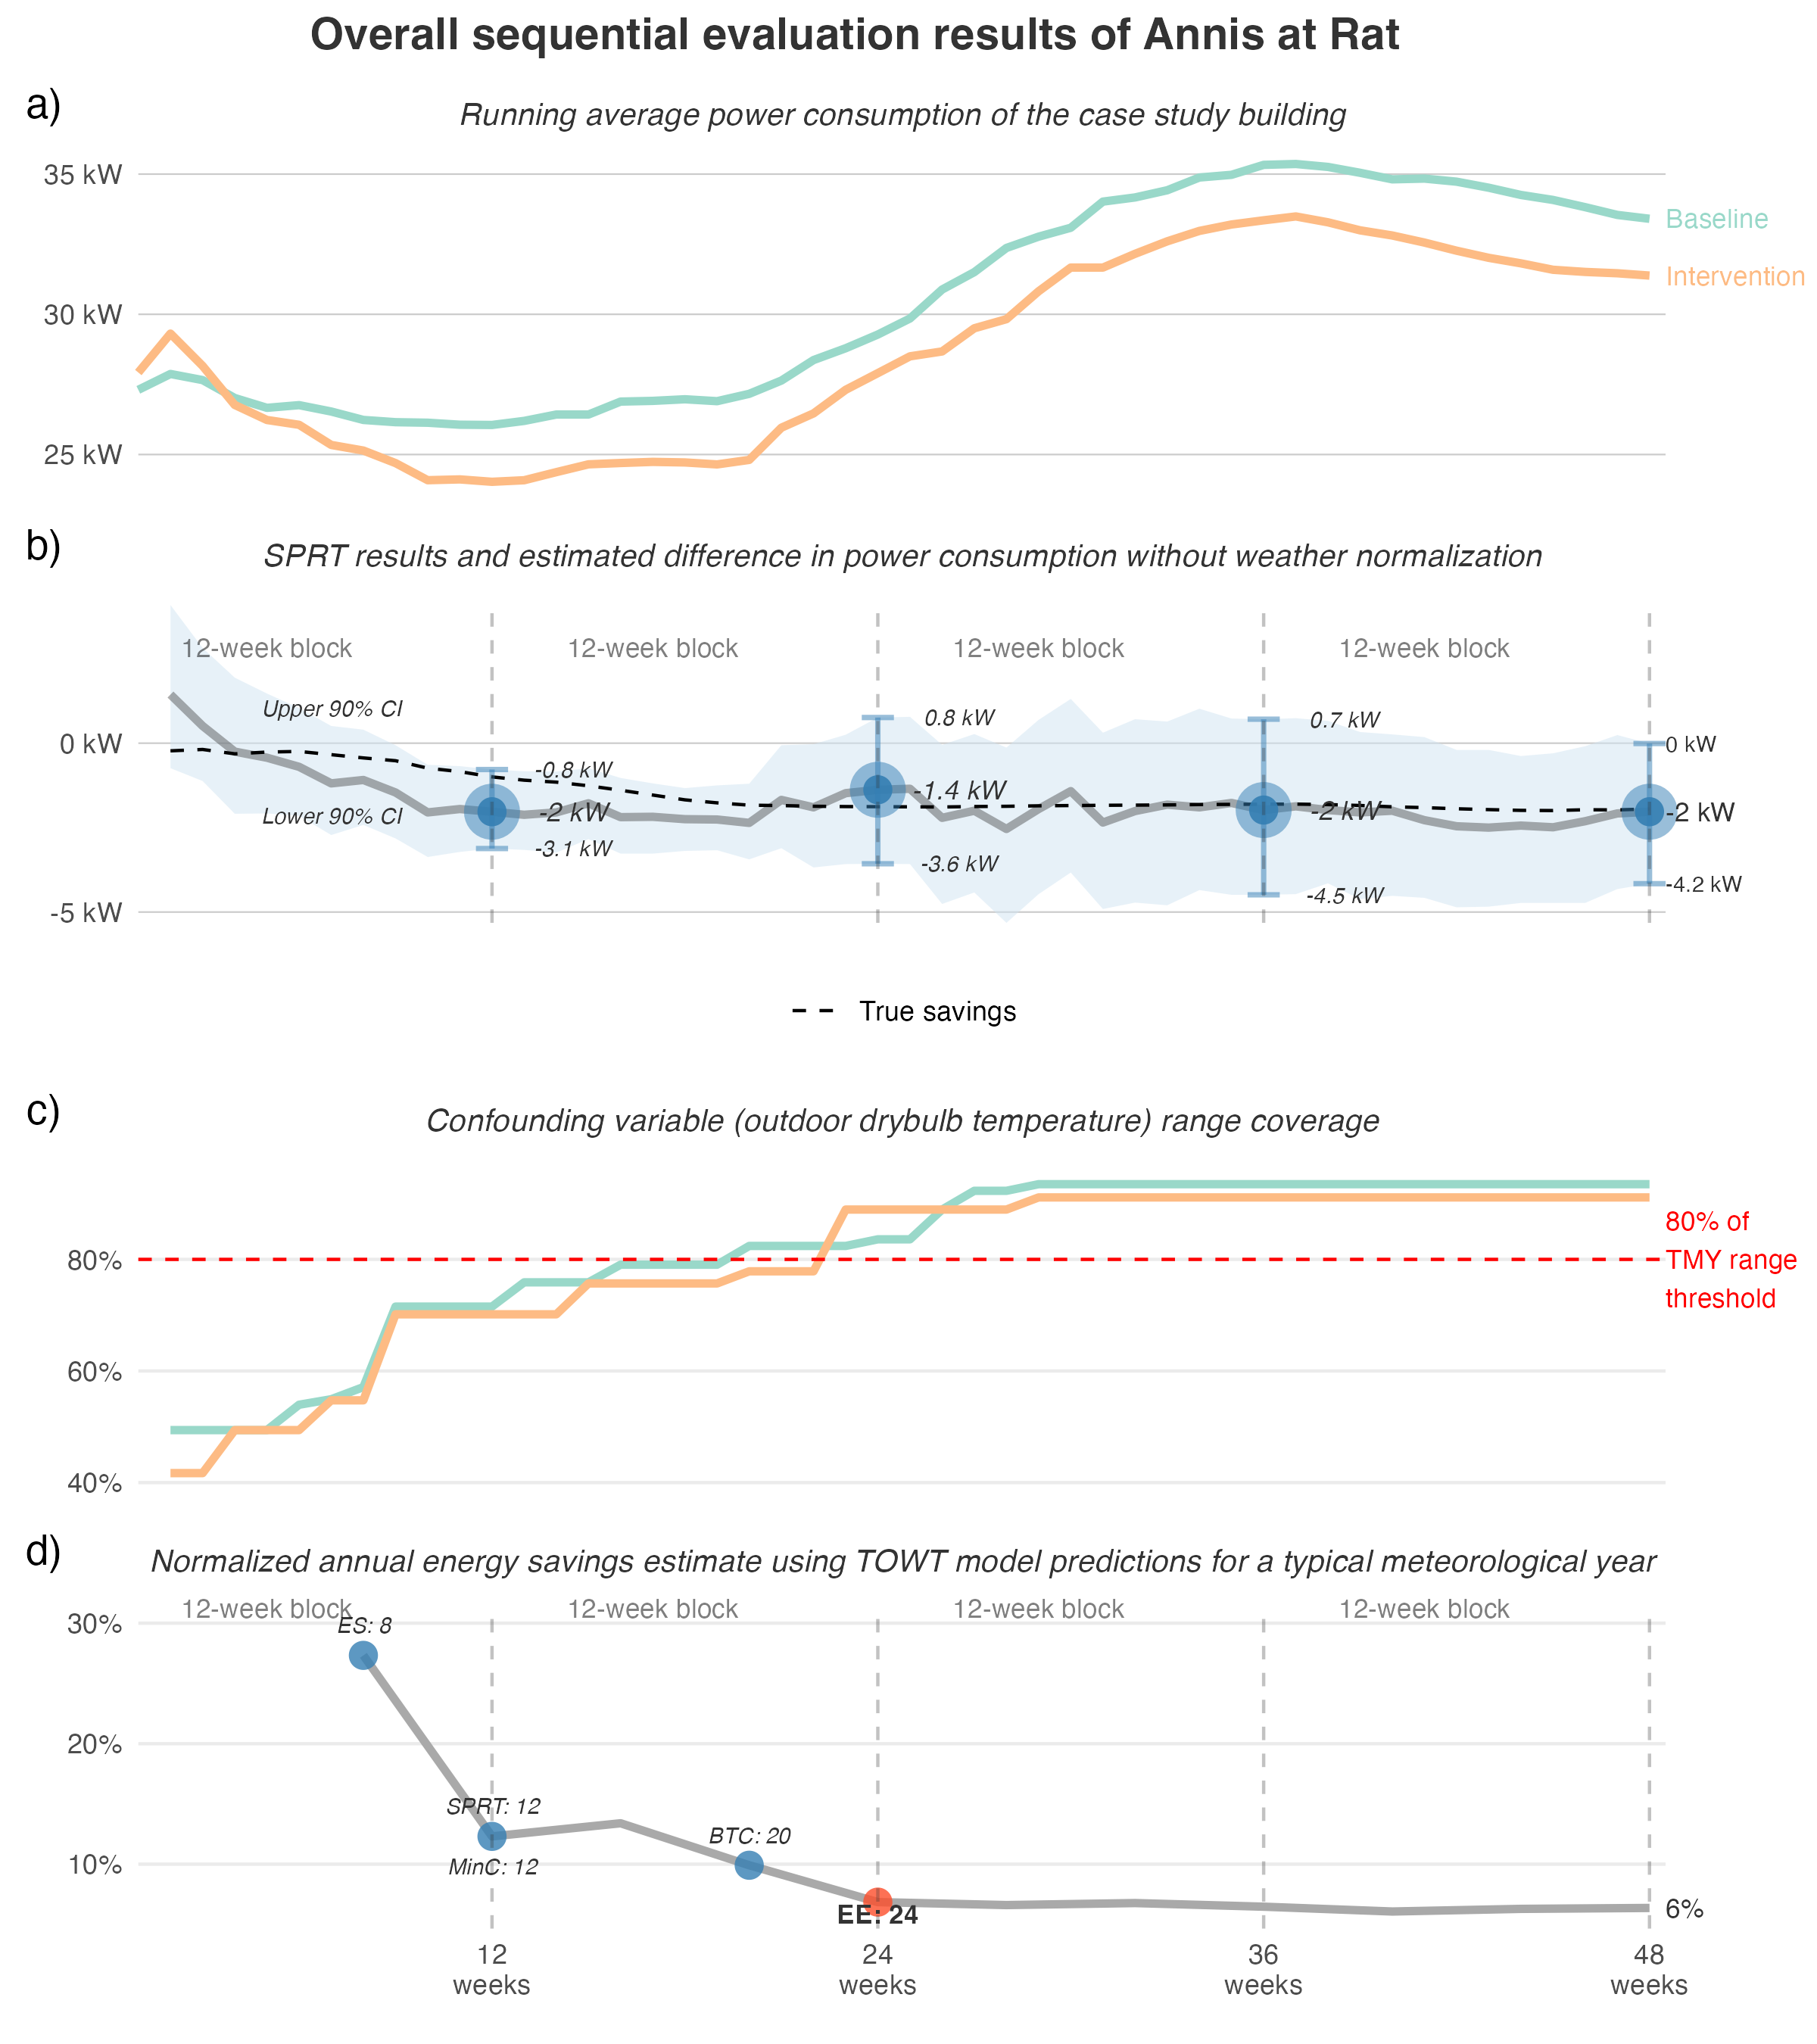 Overall sequential evaluation results of Annis at Rat
a)
Running average power consumption of the case study building
35 kW
30 kW
25 kW
Baseline
Intervention
b)
SPRT results and estimated difference in power consumption without weather normalization
12-week block
12-week block
12-week block
12-week block
Upper 90% CI
Lower 90% CI
0 kW
-5 kW
-0.8 kW
-2 kW
-3.1 kW
0.8 kW
-1.4 kW
-3.6 kW
0.7 kW
-2 kW
-4.5 kW
0 kW
-2 kW
-4.2 kW
True savings
c)
Confounding variable (outdoor drybulb temperature) range coverage
80%
60%
40%
80% of
TMY range
threshold
d)
Normalized annual energy savings estimate using TOWT model predictions for a typical meteorological year
12-week block
12-week block
12-week block
12-week block
30%
20%
10%
ES: 8
SPRT: 12
MinC: 12
BTC: 20
EE: 24
6%
12
weeks
24
weeks
36
weeks
48
weeks